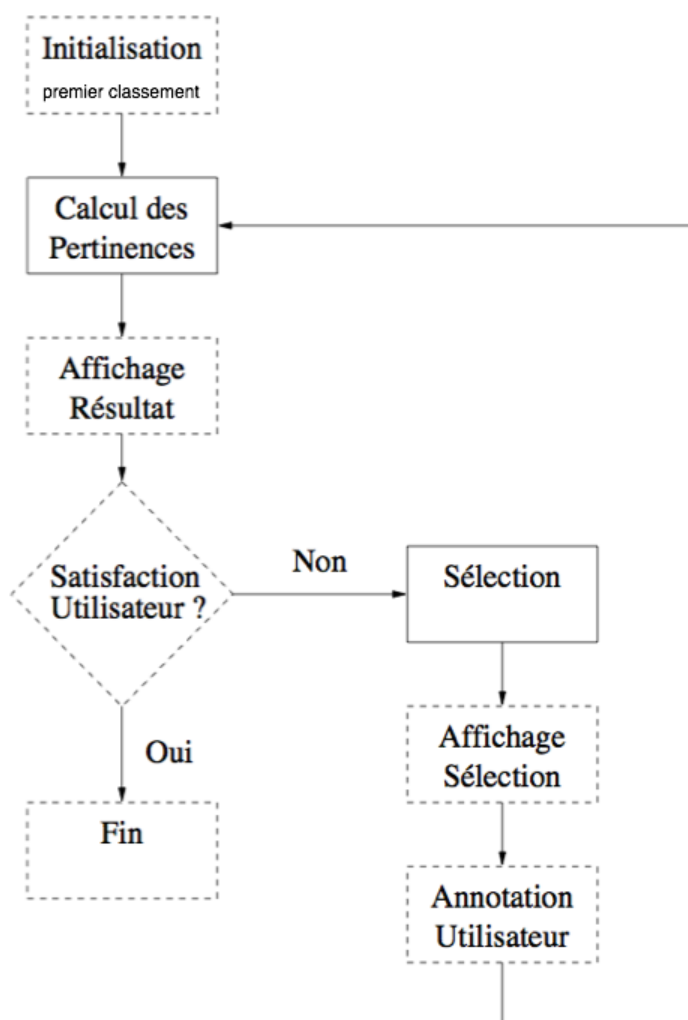 Initialisation
premier classement
Calcul des
Pertinences
Affichage
Résultat
Satisfaction
Utilisateur ?
Non
Sélection
Affichage
Sélection
Oui
Fin
Annotation
Utilisateur